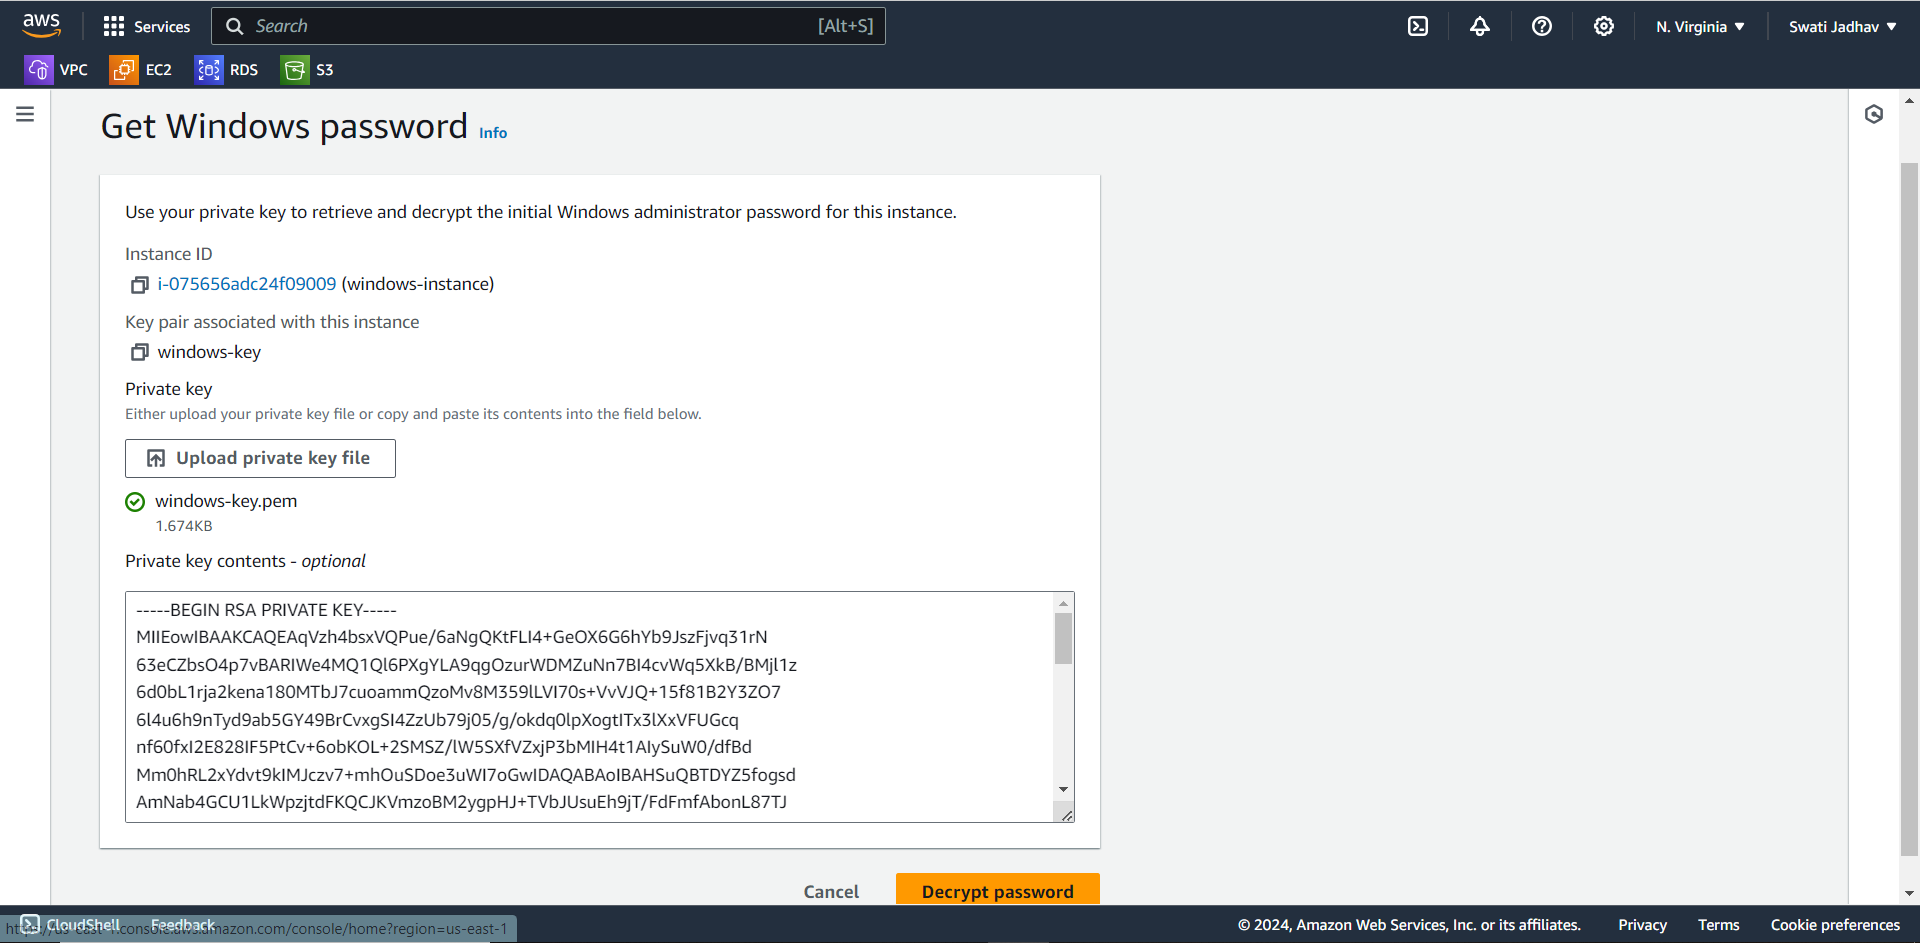 aws
Services
Search
[Alt+S]
N. Virginia
Swati Jadhav
VPC
EC2
RDS
S3
Get Windows password Info
Use your private key to retrieve and decrypt the initial Windows administrator password for this instance.
Instance ID
i-075656adc24f09009 (windows-instance)
Key pair associated with this instance
windows-key
Private key
Either upload your private key file or copy and paste its contents into the field below.
Upload private key file
windows-key.pem
1.674KB
Private key contents - optional
-----BEGIN RSA PRIVATE KEY-----
MIIEowIBAAKCAQEAqVzh4bsxVQPue/6aNgQKtFLI4+GeOX6G6hYb9JszFjvq31rN
63eCZbsO4p7vBARIWe4MQ1Ql6PXgYLA9qgOzurWDMZuNn7BI4cvWq5XkB/BMjl1z
6d0bL1rja2kena180MTbJ7cuoammQzoMv8M359lLVI70s+VvVJQ+15f81B2Y3ZO7
6l4u6h9nTyd9ab5GY49BrCvxgSI4ZzUb79j05/g/okdq0lpXogtITx3lXxVFUGcq
nf60fxI2E828IF5PtCv+6obKOL+2SMSZ/lW5SXfVZxjP3bMIH4t1AIySuW0/dfBd
Mm0hRL2xYdvt9kIMJczv7+mhOuSDoe3uWI7oGwIDAQABAoIBAHSuQBTDYZ5fogsd
AmNab4GCU1LkWpzjtdFKQCJKVmzoBM2ygpHJ+TVbJUsuEh9jT/FdFmfAbonL87TJ
Cancel
Decrypt password
CloudShell
Feedback
https://us-east-1.console.aws.amazon.com/console/home?region=us-east-1
© 2024, Amazon Web Services, Inc. or its affiliates.
Privacy
Terms
Cookie preferences